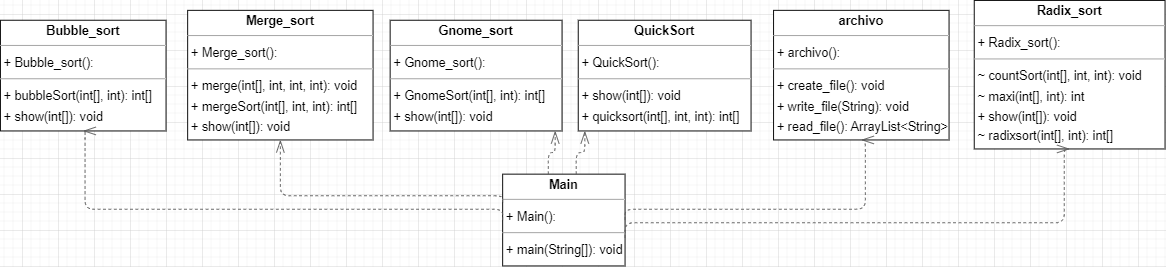 Bubble_sort
+ Bubble_sort():
+ bubbleSort(int[], int): int[]
+ show(int[]): void
Merge_sort
+ Merge_sort():
+ merge(int[], int, int, int): void
+ mergeSort(int[], int, int): int[]
+ show(int[]): void
Gnome_sort
+ Gnome_sort():
+ GnomeSort(int[], int): int[]
+ show(int[]): void
QuickSort
+ QuickSort():
+ show(int[]): void
+ quicksort(int[], int, int): int[]
archivo
+ archivo():
+ create_file(): void
+ write_file(String): void
+ read_file(): ArrayList<String>
Radix_sort
+ Radix_sort():
~ countSort(int[], int, int): void
~ maxi(int[], int): int
+ show(int[]): void
~ radixsort(int[], int): int[]
Main
+ Main():
+ main(String[]): void